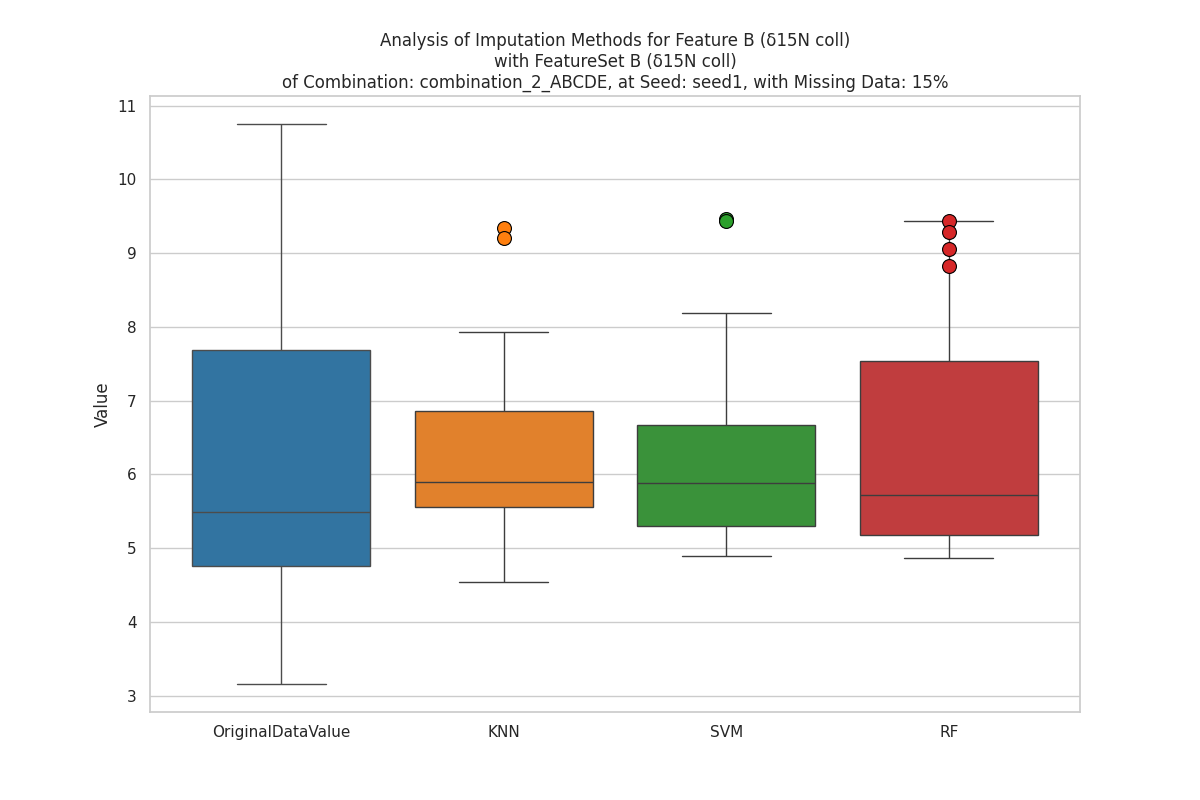 Analysis of Imputation Methods for Feature B (δ15N coll)
with FeatureSet B (δ15N coll)
of Combination: combination_2_ABCDE, at Seed: seed1, with Missing Data: 15%
11
10
9
8
7
6
5
4
3
Value
OriginalDataValue
KNN
SVM
RF